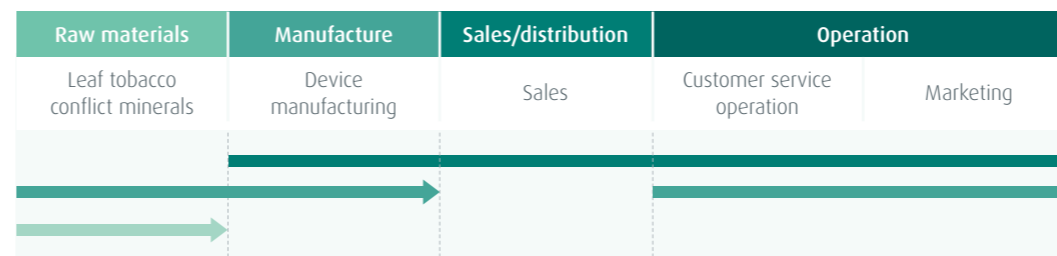 Raw materials
Manufacture
Sales/distribution
Operation
Leaf tobacco
conflict minerals
Device
manufacturing
Sales
Customer service
operation
Marketing